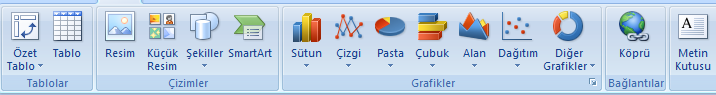 Özet Tablo
Tablo
Resim
Küçük Resim
Şekiller
SmartArt
Sütun
Çizgi
Pasta
Çubuk
Alan
Dağıtım
Diğer Grafikler
Köprü
A
Metin Kutusu
Tablolar
Çizimler
Grafikler
Bağlantılar